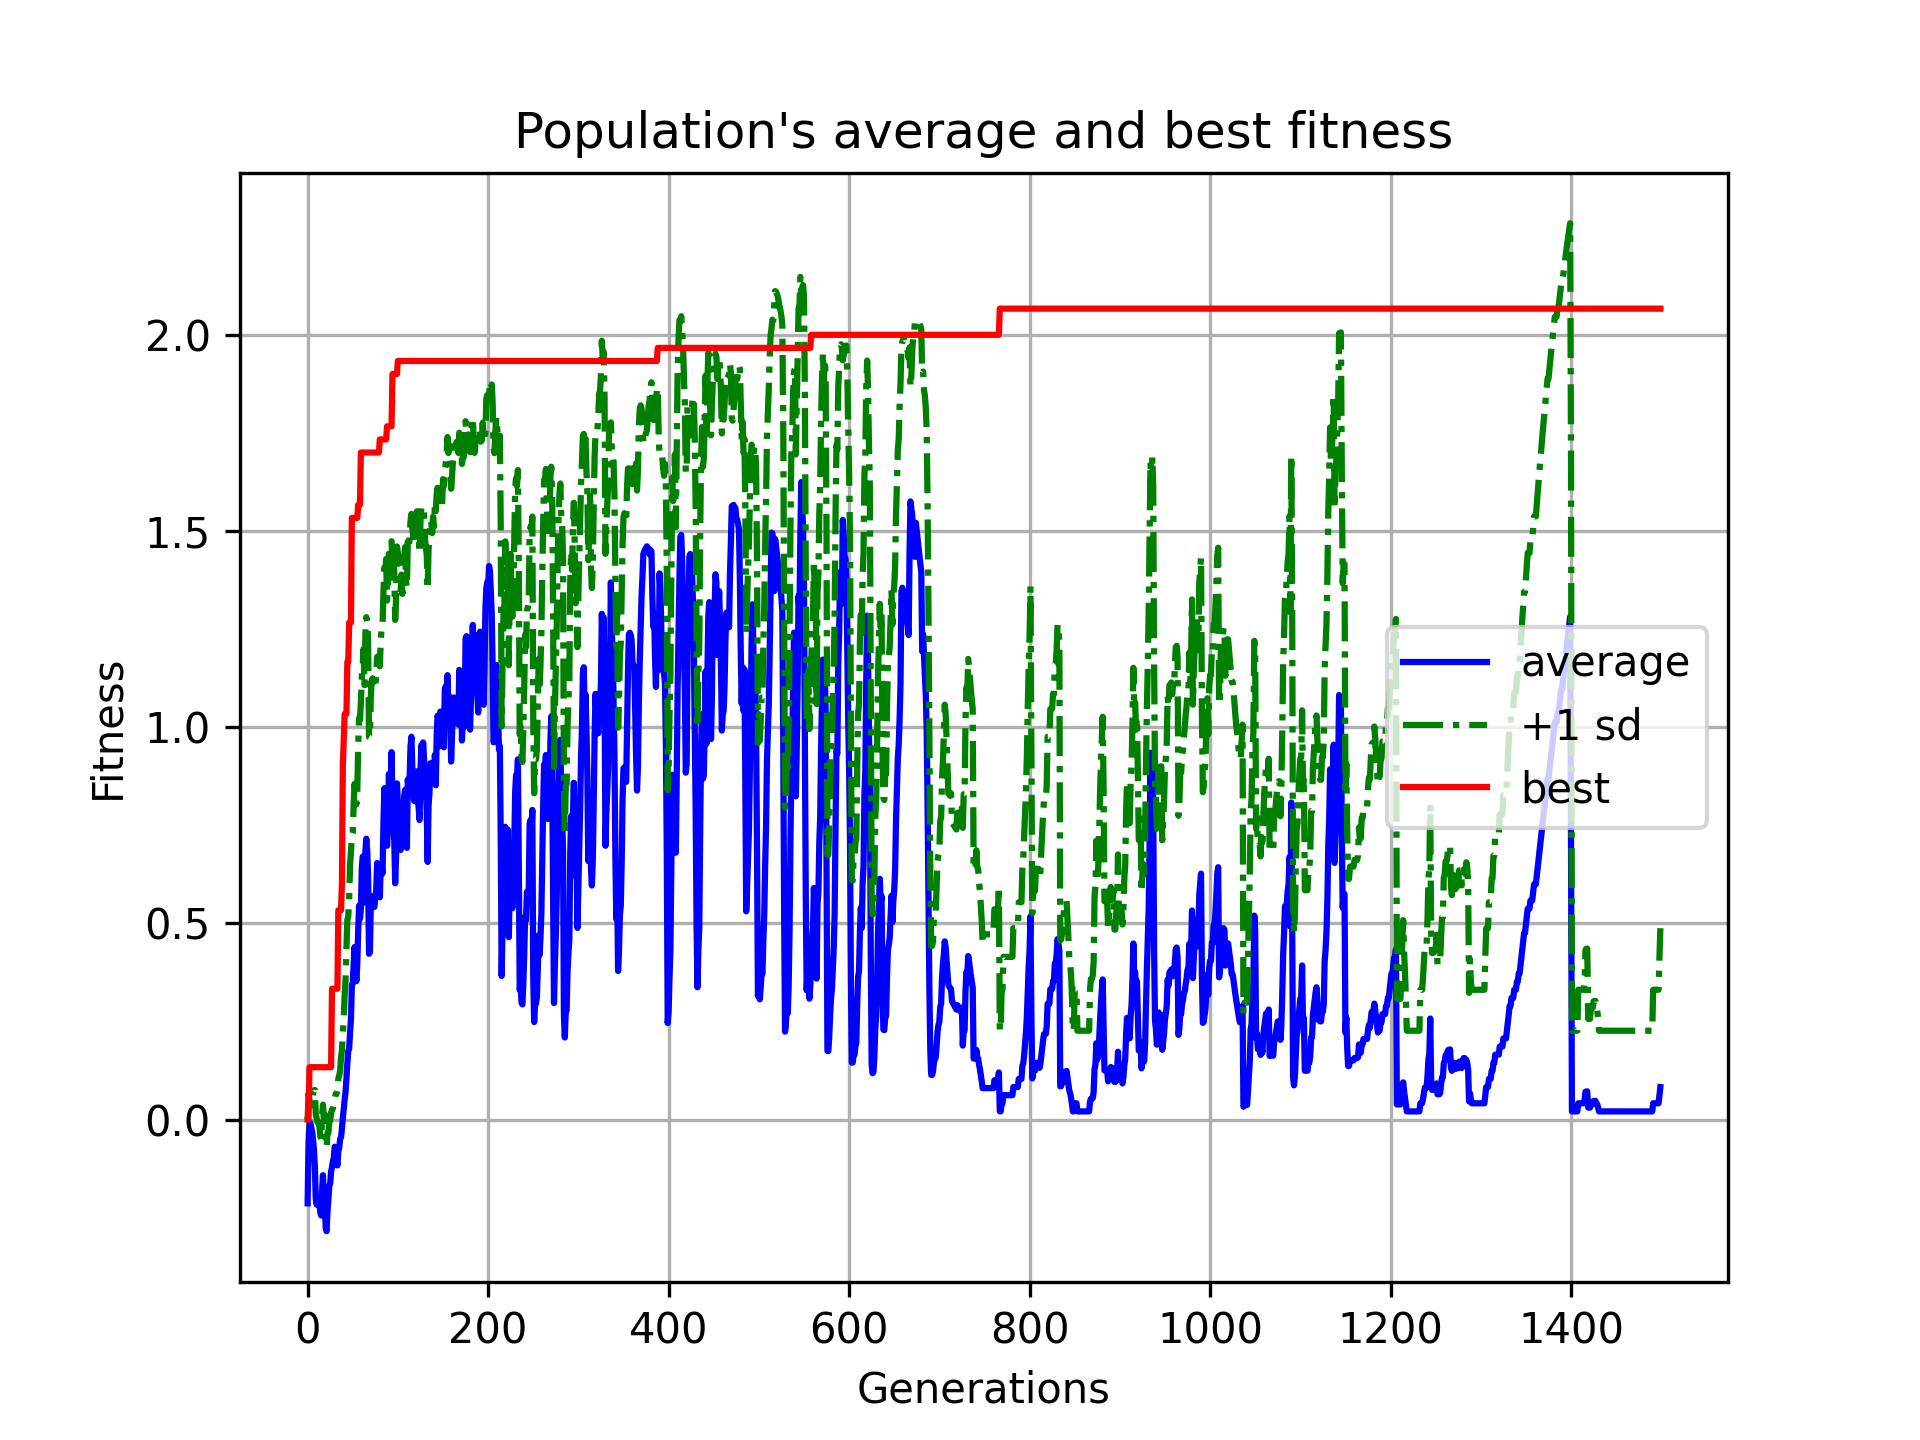 Population's average and best fitness
Fitness
2.0
1.5
1.0
0.5
0.0
average
+1 sd
best
0 200 400 600 800 1000 1200 1400
Generations